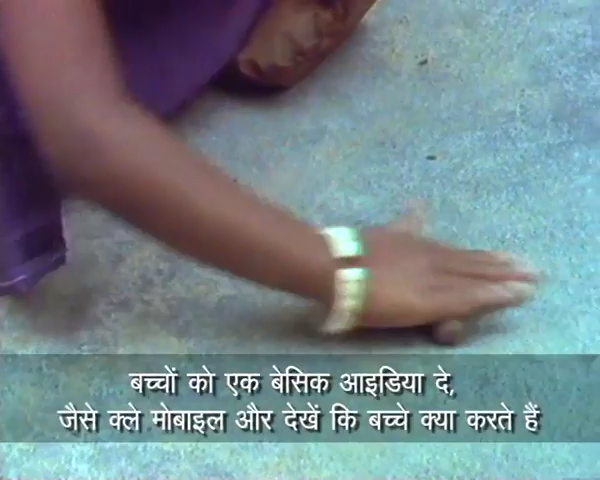 बच्चों को एक बेसिक आइडिया दे,
जैसे क्ले मोबाइल और देखें कि बच्चे क्या करते हैं